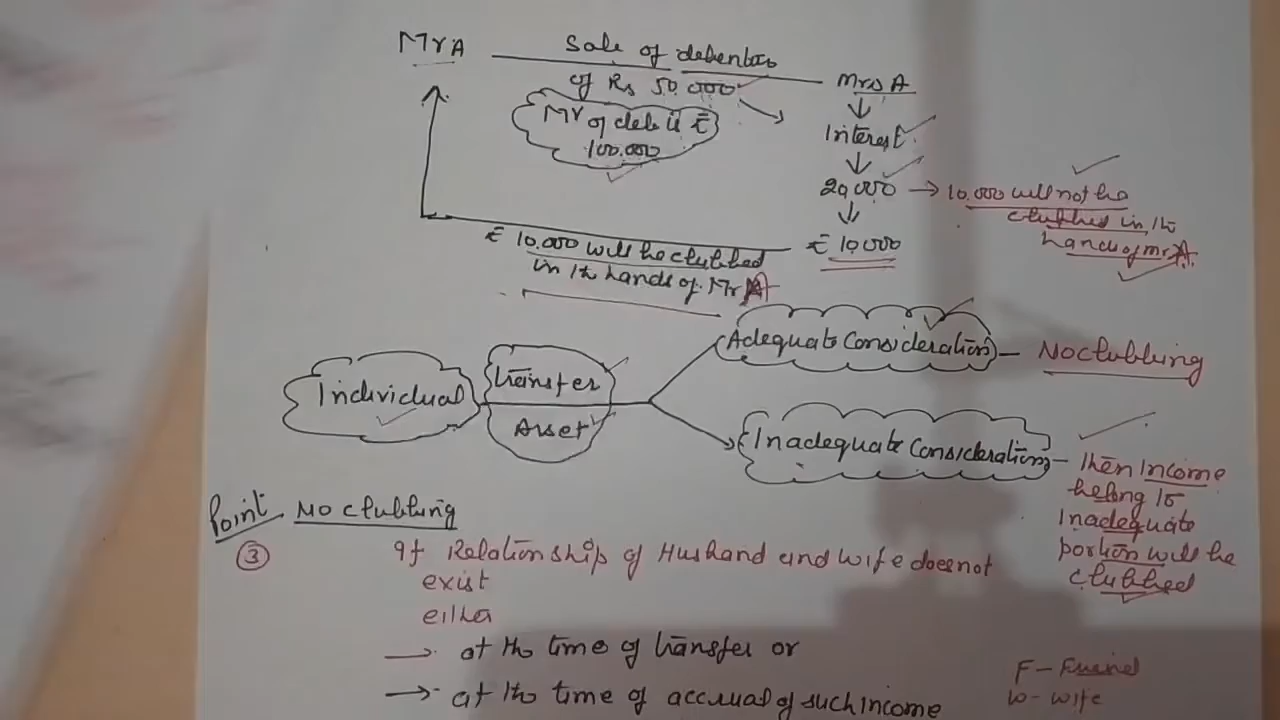 Mr A
Sale of debentures
of Rs 50.000
Mrs A
MV of deb is ₹
100.000
Interest
20,000
10.000 will not be
clubbed in the
hands of mr A.
₹ 10000
₹ 10.000 will be clubbed
in the hands of Mr A
Individual
transfer
Asset
Adequate Consideration
No clubbing
Inadequate Consideration
then Income
belong to
Inadequate
portion will be
clubbed
Point
③
No clubbing
If Relationship of Husband and wife does not
exist
either
at the time of transfer or
at the time of accrual of such income
F -
W - wife